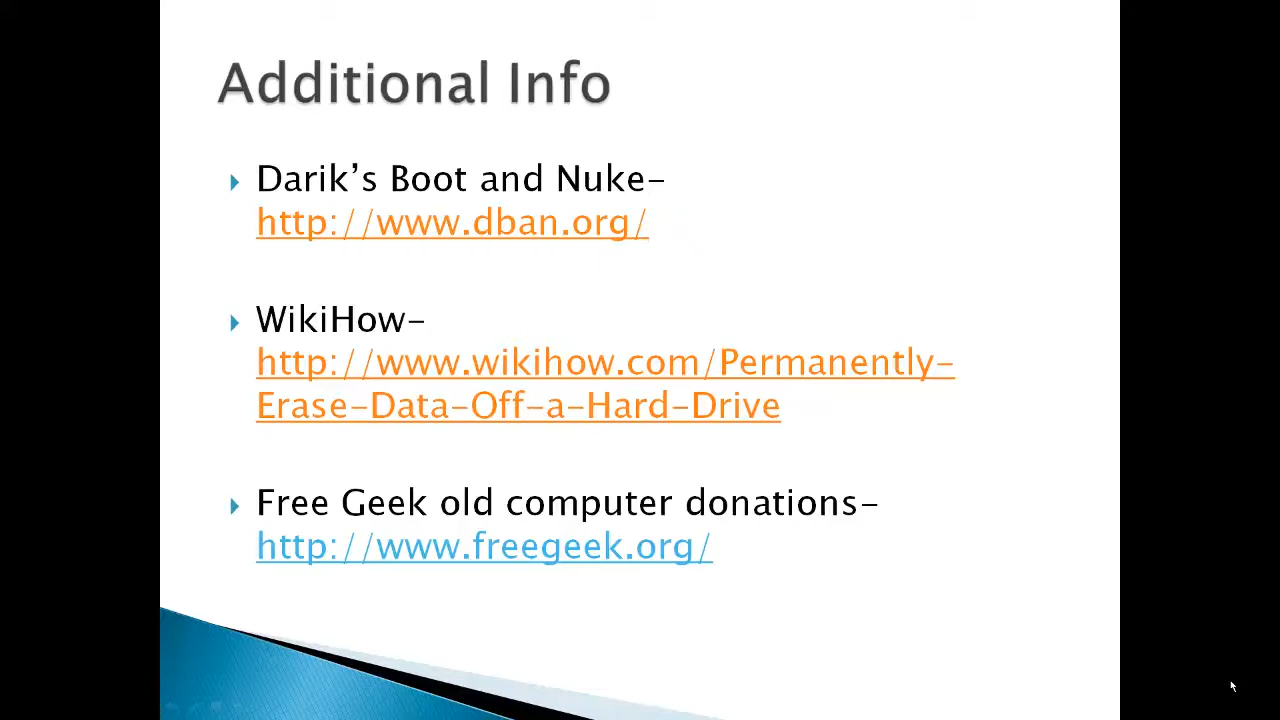 Additional Info
Darik’s Boot and Nuke-
http://www.dban.org/
WikiHow-
http://www.wikihow.com/Permanently-
Erase-Data-Off-a-Hard-Drive
Free Geek old computer donations-
http://www.freegeek.org/